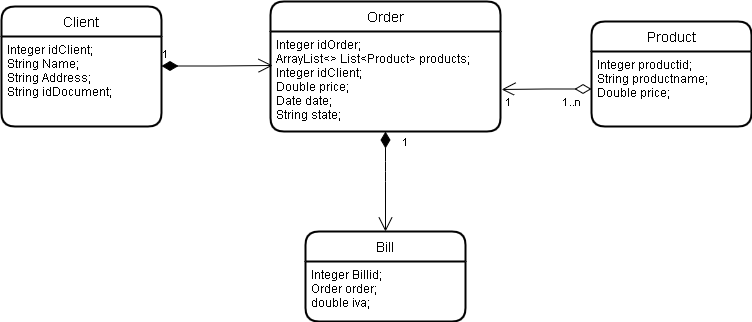 Client
Integer idClient;
String Name;
String Address;
String idDocument;
1
Order
Integer idOrder;
ArrayList<> List<Product> products;
Integer idClient;
Double price;
Date date;
String state;
1
1
1..n
Product
Integer productid;
String productname;
Double price;
Bill
Integer Billid;
Order order;
double iva;